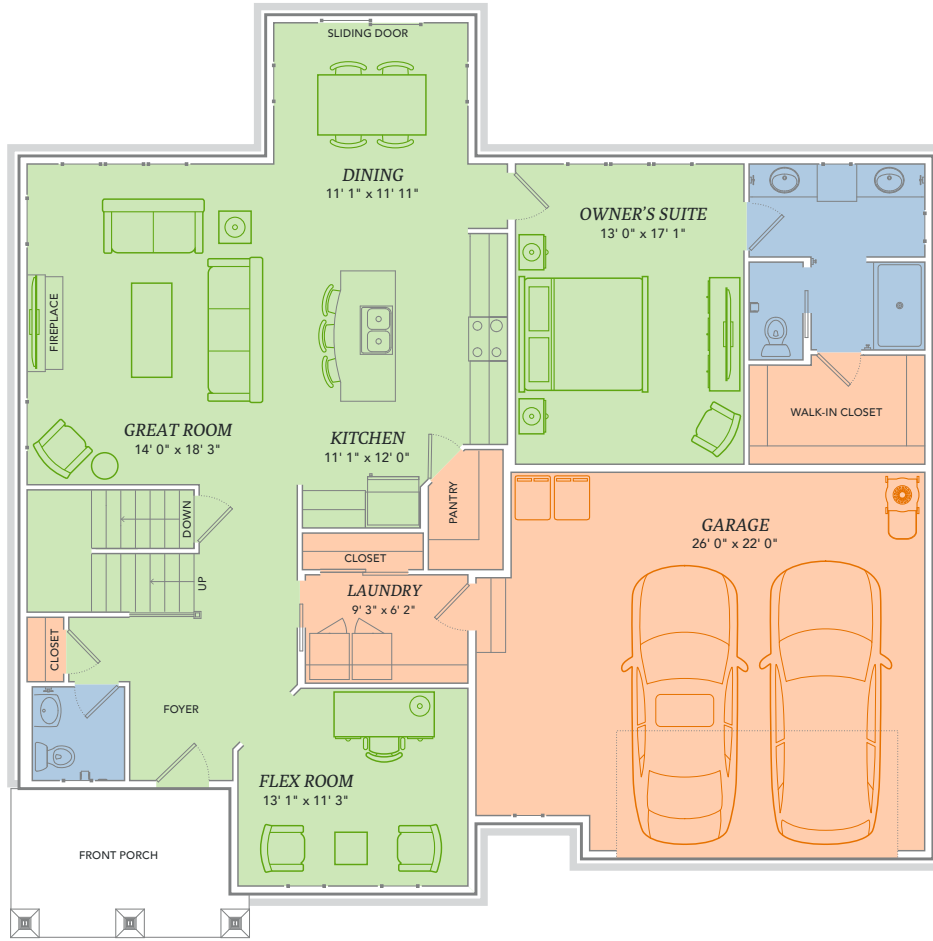 SLIDING DOOR
DINING
11' 1" x 11' 11"
OWNER'S SUITE
13' 0" x 17' 1"
FIREPLACE
GREAT ROOM
14' 0" x 18' 3"
KITCHEN
11' 1" x 12' 0"
WALK-IN CLOSET
DOWN
PANTRY
GARAGE
26' 0" x 22' 0"
CLOSET
UP
LAUNDRY
9' 3" x 6' 2"
CLOSET
FOYER
FLEX ROOM
13' 1" x 11' 3"
FRONT PORCH